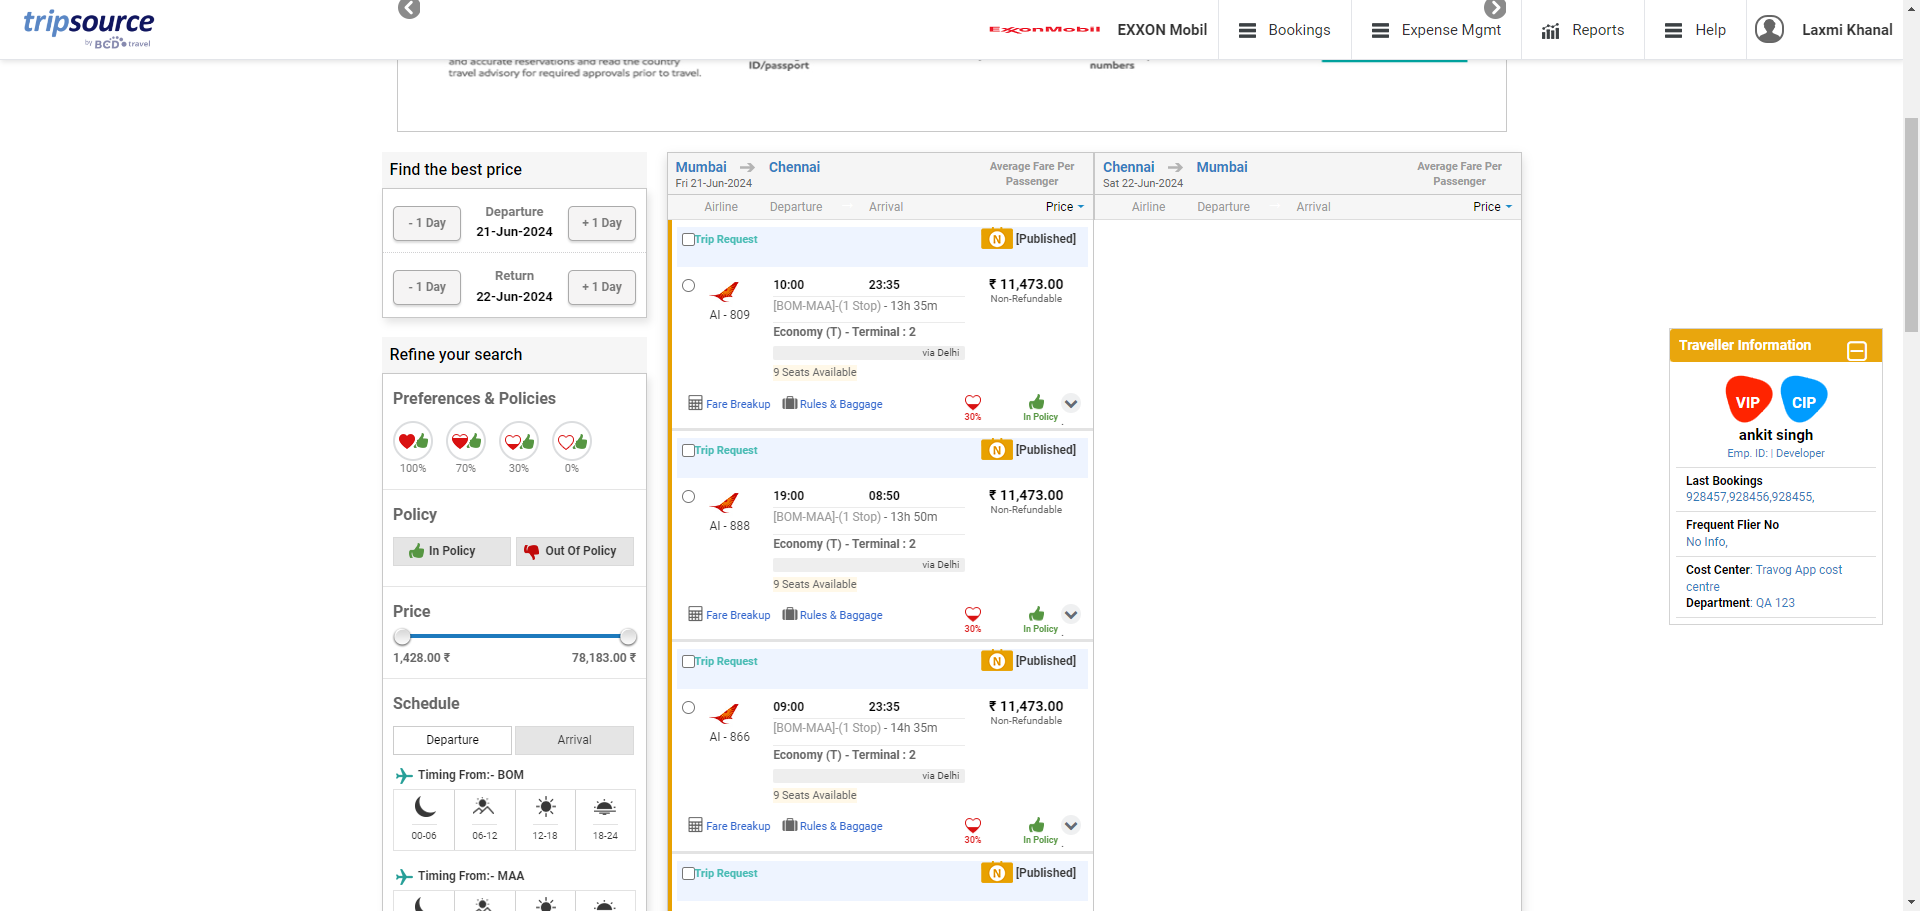 tripsource
by BCD travel
ExxonMobil
EXXON Mobil
Bookings
Expense Mgmt
Reports
Help
Laxmi Khanal
and accurate reservations and read the country
travel advisory for required approvals prior to travel.
ID/passport
numbers
Find the best price
- 1 Day
Departure
21-Jun-2024
+ 1 Day
- 1 Day
Return
22-Jun-2024
+ 1 Day
Refine your search
Preferences & Policies
100%
70%
30%
0%
Policy
In Policy
Out Of Policy
Price
1,428.00 ₹
78,183.00 ₹
Schedule
Departure
Arrival
Timing From:- BOM
00-06
06-12
12-18
18-24
Timing From:- MAA
Mumbai
Chennai
Fri 21-Jun-2024
Average Fare Per
Passenger
Airline
Departure
Arrival
Price
Trip Request
N
[Published]
10:00
23:35
₹ 11,473.00
[BOM-MAA]-(1 Stop) - 13h 35m
Non-Refundable
AI - 809
Economy (T) - Terminal : 2
via Delhi
9 Seats Available
Fare Breakup
Rules & Baggage
30%
In Policy
Trip Request
N
[Published]
19:00
08:50
₹ 11,473.00
[BOM-MAA]-(1 Stop) - 13h 50m
Non-Refundable
AI - 888
Economy (T) - Terminal : 2
via Delhi
9 Seats Available
Fare Breakup
Rules & Baggage
30%
In Policy
Trip Request
N
[Published]
09:00
23:35
₹ 11,473.00
[BOM-MAA]-(1 Stop) - 14h 35m
Non-Refundable
AI - 866
Economy (T) - Terminal : 2
via Delhi
9 Seats Available
Fare Breakup
Rules & Baggage
30%
In Policy
Trip Request
N
[Published]
Chennai
Mumbai
Sat 22-Jun-2024
Average Fare Per
Passenger
Airline
Departure
Arrival
Price
Traveller Information
VIP
CIP
ankit singh
Emp. ID: | Developer
Last Bookings
928457,928456,928455,
Frequent Flier No
No Info,
Cost Center: Travog App cost
centre
Department: QA 123